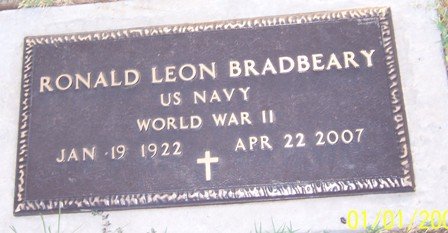 RONALD LEON BRADBEARY
US NAVY
WORLD WAR II
JAN 19 1922 APR 22 2007
01/01/200